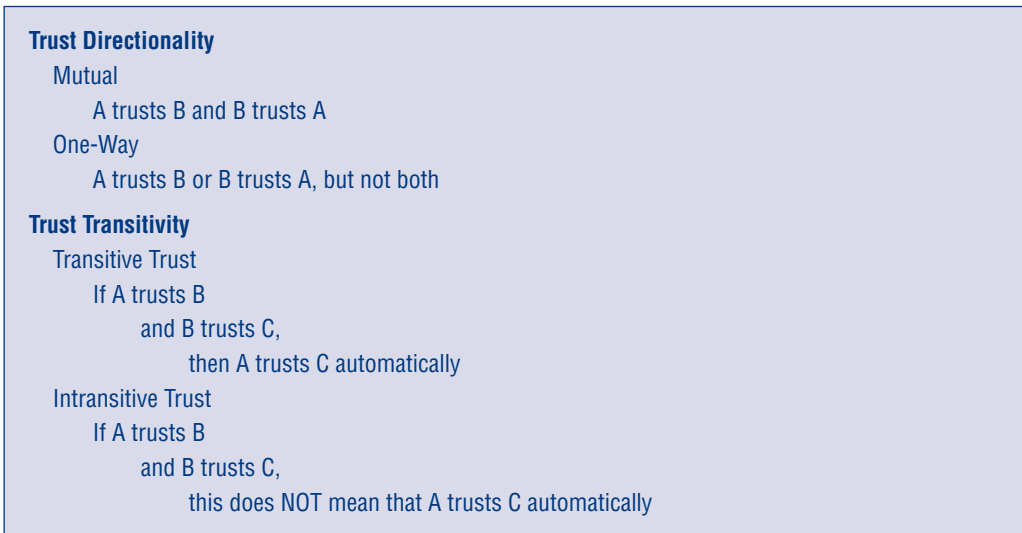 Trust Directionality
Mutual
A trusts B and B trusts A
One-Way
A trusts B or B trusts A, but not both
Trust Transitivity
Transitive Trust
If A trusts B
and B trusts C,
then A trusts C automatically
Intransitive Trust
If A trusts B
and B trusts C,
this does NOT mean that A trusts C automatically